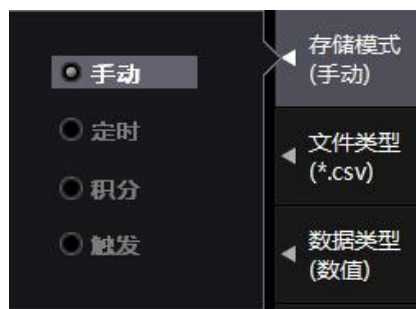 手动
定时
积分
触发
存储模式
(手动)
文件类型
(*.csv)
数据类型
(数值)